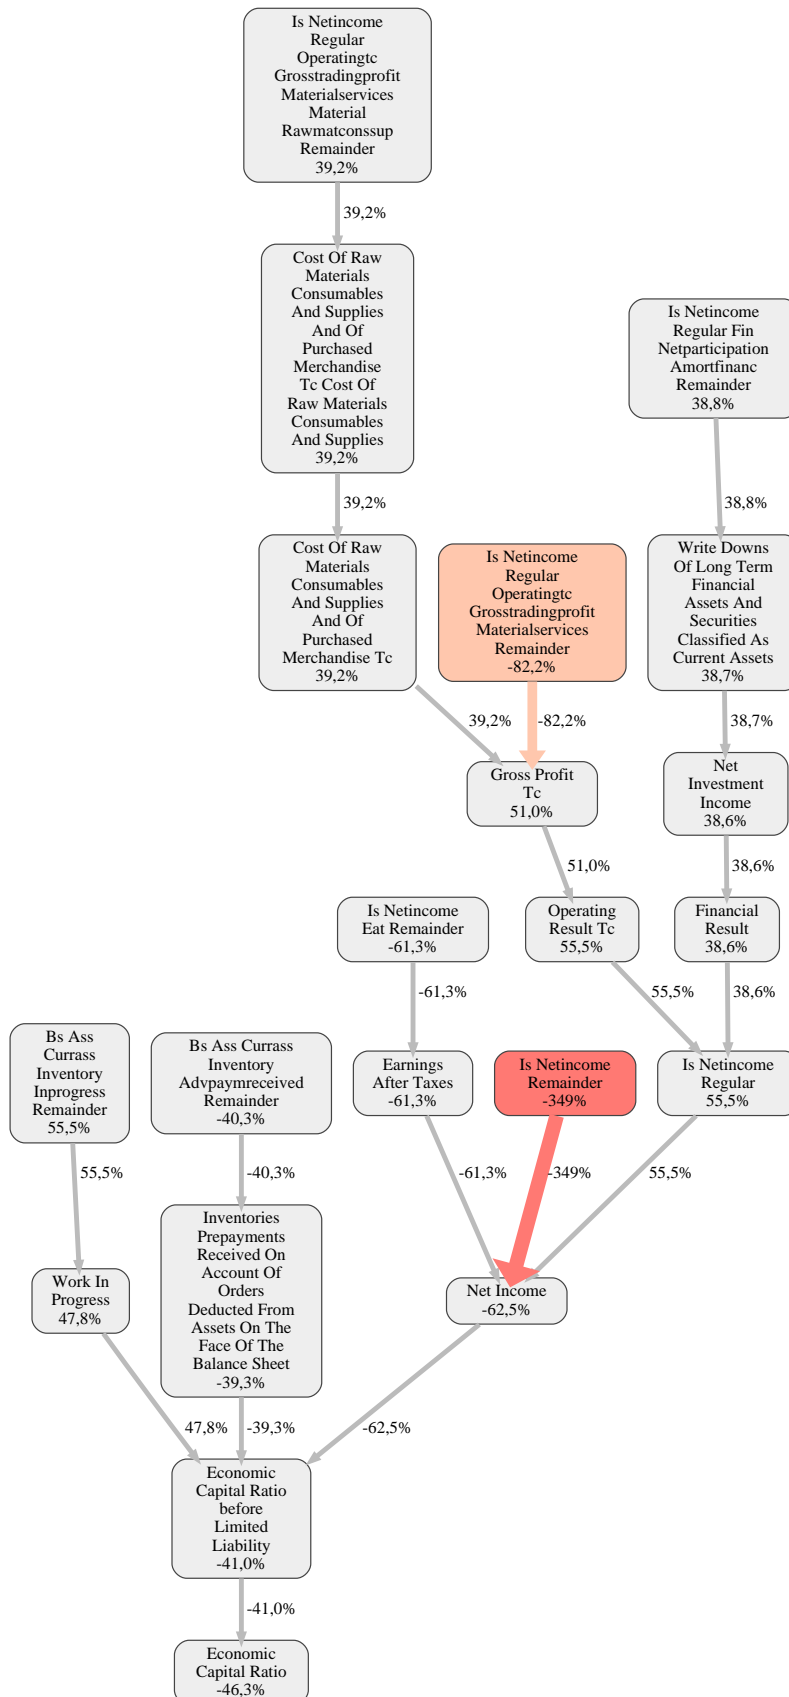 Is Netincome
Regular
Operatingtc
Grosstradingprofit
Materialservices
Material
Rawmatconssup
Remainder
39,2%
39,2%
Cost Of Raw
Materials
Consumables
And Supplies
And Of
Purchased
Merchandise
Tc Cost Of
Raw Materials
Consumables
And Supplies
39,2%
Is Netincome
Regular Fin
Netparticipation
Amortfinanc
Remainder
38,8%
39,2%
38,8%
Cost Of Raw
Materials
Consumables
And Supplies
And Of
Purchased
Merchandise Tc
39,2%
Is Netincome
Regular
Operatingtc
Grosstradingprofit
Materialservices
Remainder
-82,2%
Write Downs
Of Long Term
Financial
Assets And
Securities
Classified As
Current Assets
38,7%
39,2%
-82,2%
38,7%
Gross Profit
Tc
51,0%
Net
Investment
Income
38,6%
51,0%
38,6%
Is Netincome
Eat Remainder
-61,3%
Operating
Result Tc
55,5%
Financial
Result
38,6%
-61,3%
55,5%
38,6%
Bs Ass
Currass
Inventory
Inprogress
Remainder
55,5%
Bs Ass Currass
Inventory
Advpaymreceived
Remainder
-40,3%
Earnings
After Taxes
-61,3%
Is Netincome
Remainder
-349%
Is Netincome
Regular
55,5%
55,5%
-40,3%
-61,3%
-349%
55,5%
Work In
Progress
47,8%
Inventories
Prepayments
Received On
Account Of
Orders
Deducted From
Assets On The
Face Of The
Balance Sheet
-39,3%
Net Income
-62,5%
47,8%
-39,3%
-62,5%
Economic
Capital Ratio
before
Limited
Liability
-41,0%
-41,0%
Economic
Capital Ratio
-46,3%